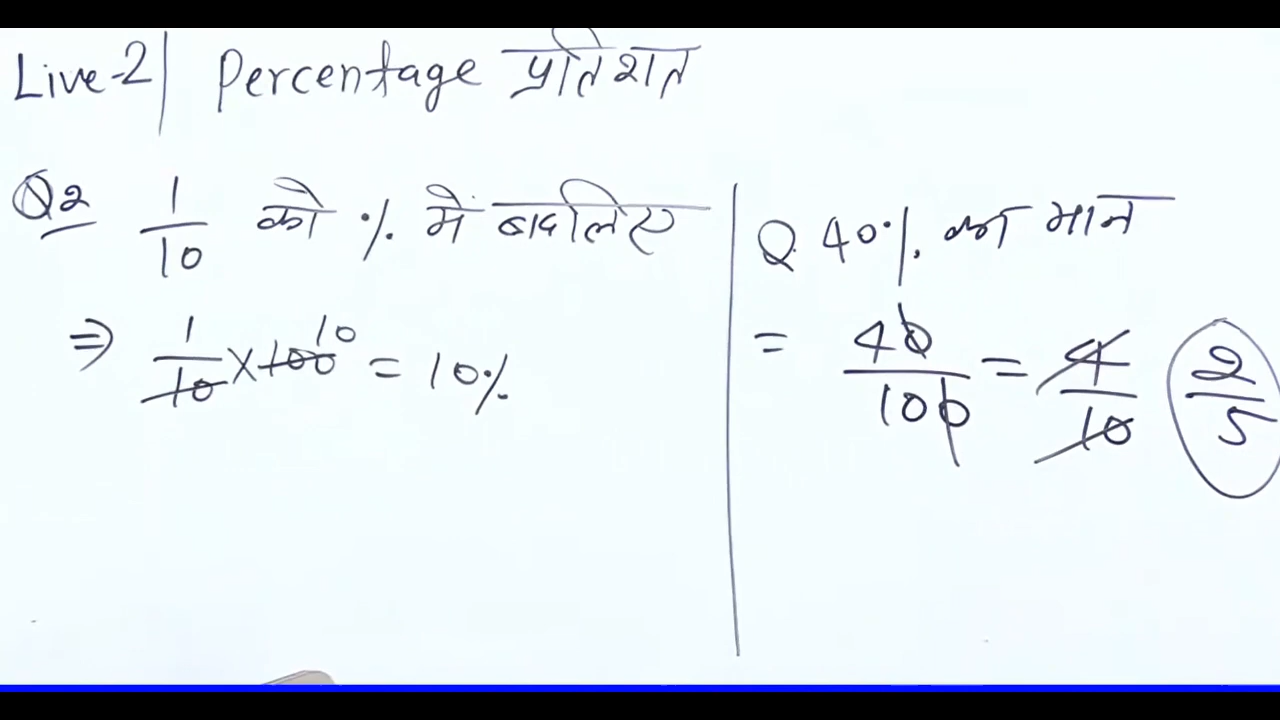 Live-2| Percentage प्रतिशत
Q2 1/10 को % में बदलिए
⇒ 1/10 × 100 10 = 10%
Q. 40% का मान
= 40/100 = 4/10 2/5